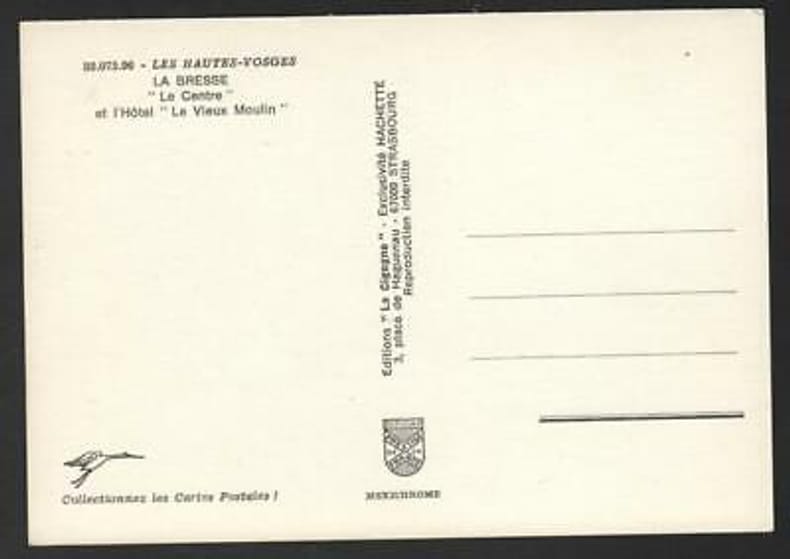 88.075.96 - LES HAUTES-VOSGES
LA BRESSE
" Le Centre "
et l'Hôtel " Le Vieux Moulin "
Editions " La Cigogne " - Exclusivité HACHETTE
3, place de Haguenau - 67000 STRASBOURG
Reproduction interdite
Collectionnez les Cartes Postales !
MEXICHROME